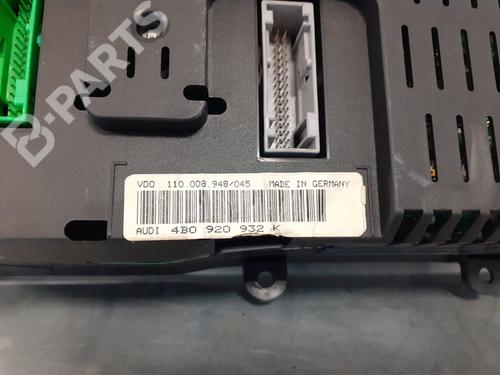 B-PARTS
VDO 110.008.948/045 MADE IN GERMANY
AUDI 4B0 920 932 K